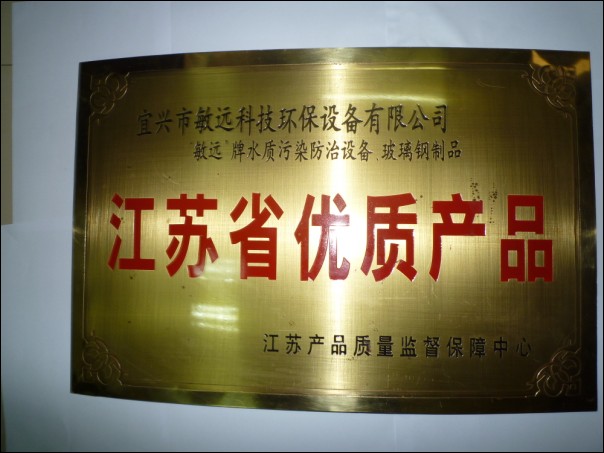 宜兴市敏远科技环保设备有限公司
"敏远"牌水质污染防治设备、玻璃钢制品
江苏省优质产品
江苏产品质量监督保障中心